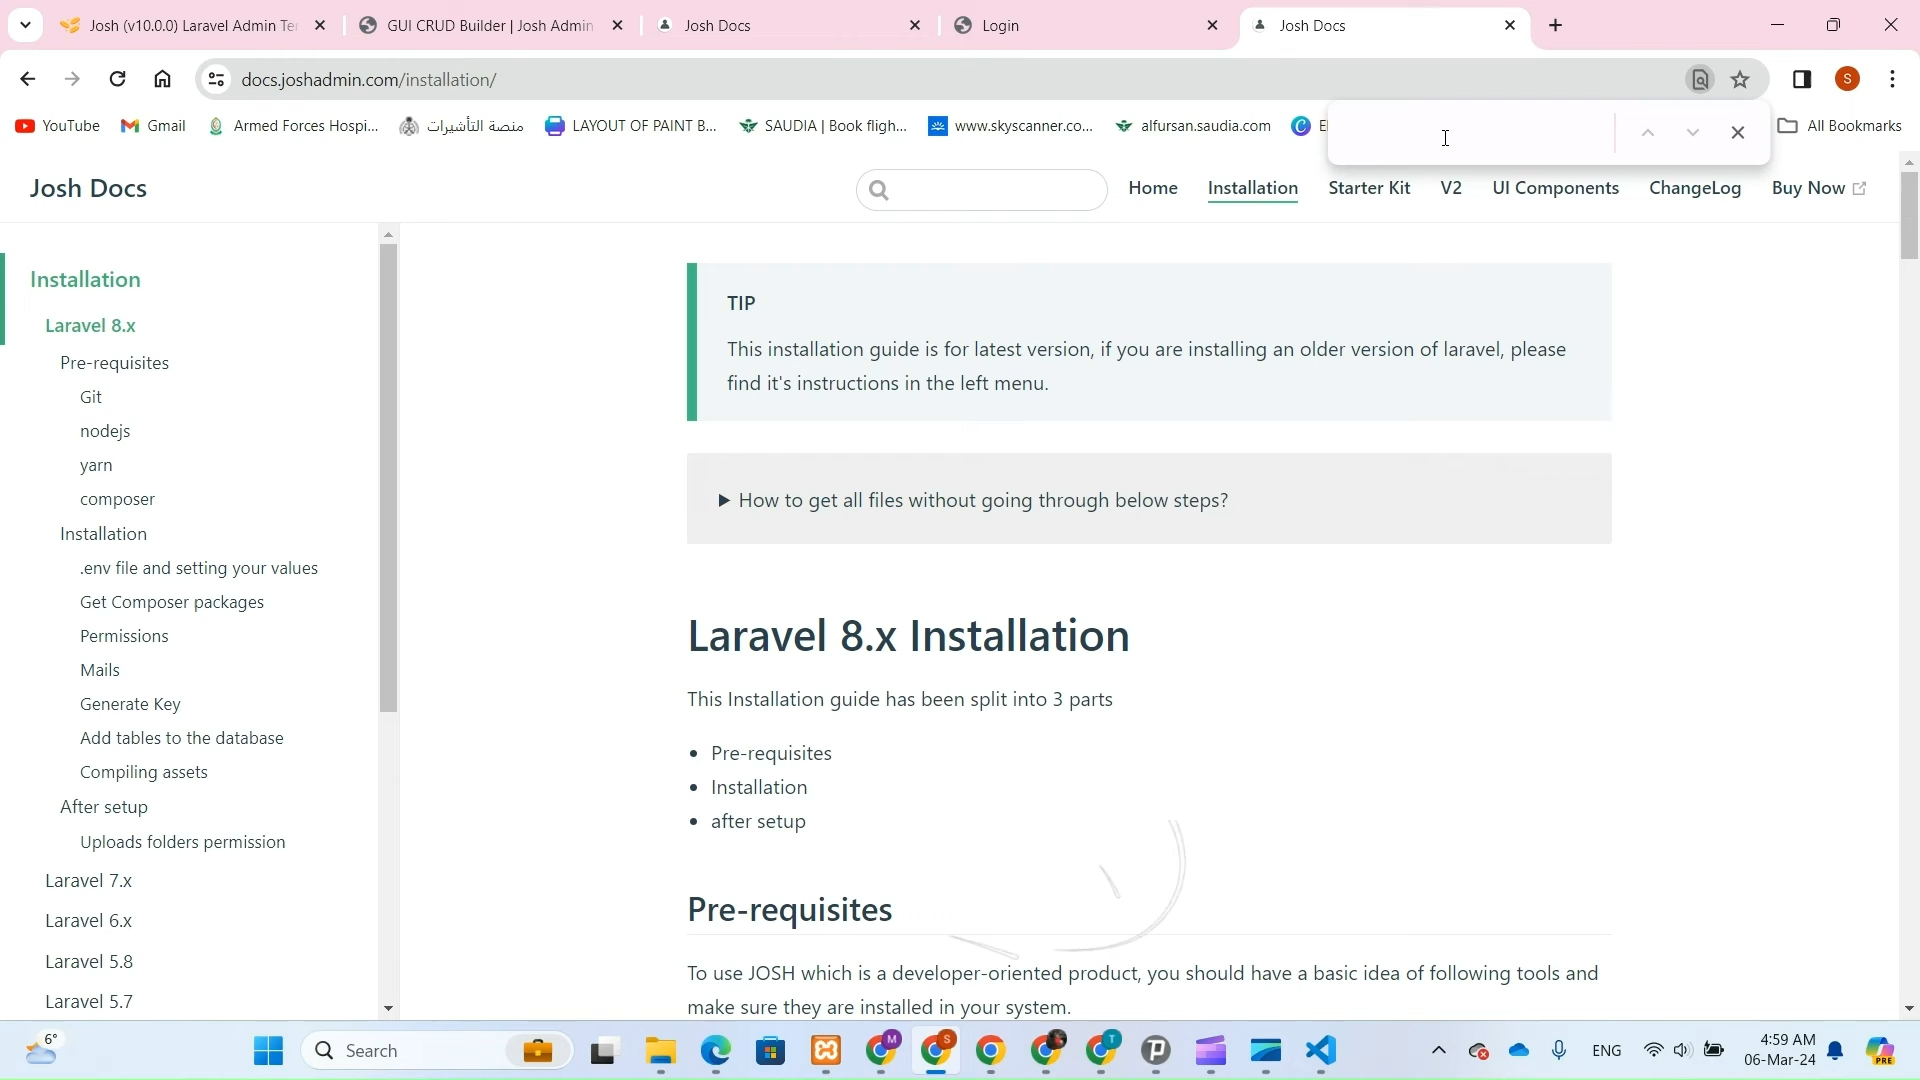 Josh (v10.0.0) Laravel Admin Te
GUI CRUD Builder | Josh Admin
Josh Docs
Login
Josh Docs
docs.joshadmin.com/installation/
S
YouTube
Gmail
Armed Forces Hospi...
منصة التأشيرات
LAYOUT OF PAINT B...
SAUDIA | Book fligh...
www.skyscanner.co...
alfursan.saudia.com
All Bookmarks
Josh Docs
Home
Installation
Starter Kit
V2
UI Components
ChangeLog
Buy Now
Installation
Laravel 8.x
Pre-requisites
Git
nodejs
yarn
composer
Installation
.env file and setting your values
Get Composer packages
Permissions
Mails
Generate Key
Add tables to the database
Compiling assets
After setup
Uploads folders permission
Laravel 7.x
Laravel 6.x
Laravel 5.8
Laravel 5.7
TIP
This installation guide is for latest version, if you are installing an older version of laravel, please
find it's instructions in the left menu.
How to get all files without going through below steps?
Laravel 8.x Installation
This Installation guide has been split into 3 parts
• Pre-requisites
• Installation
• after setup
Pre-requisites
To use JOSH which is a developer-oriented product, you should have a basic idea of following tools and
make sure they are installed in your system.
6°
Search
M
S
T
ENG
4:59 AM
06-Mar-24
PRE